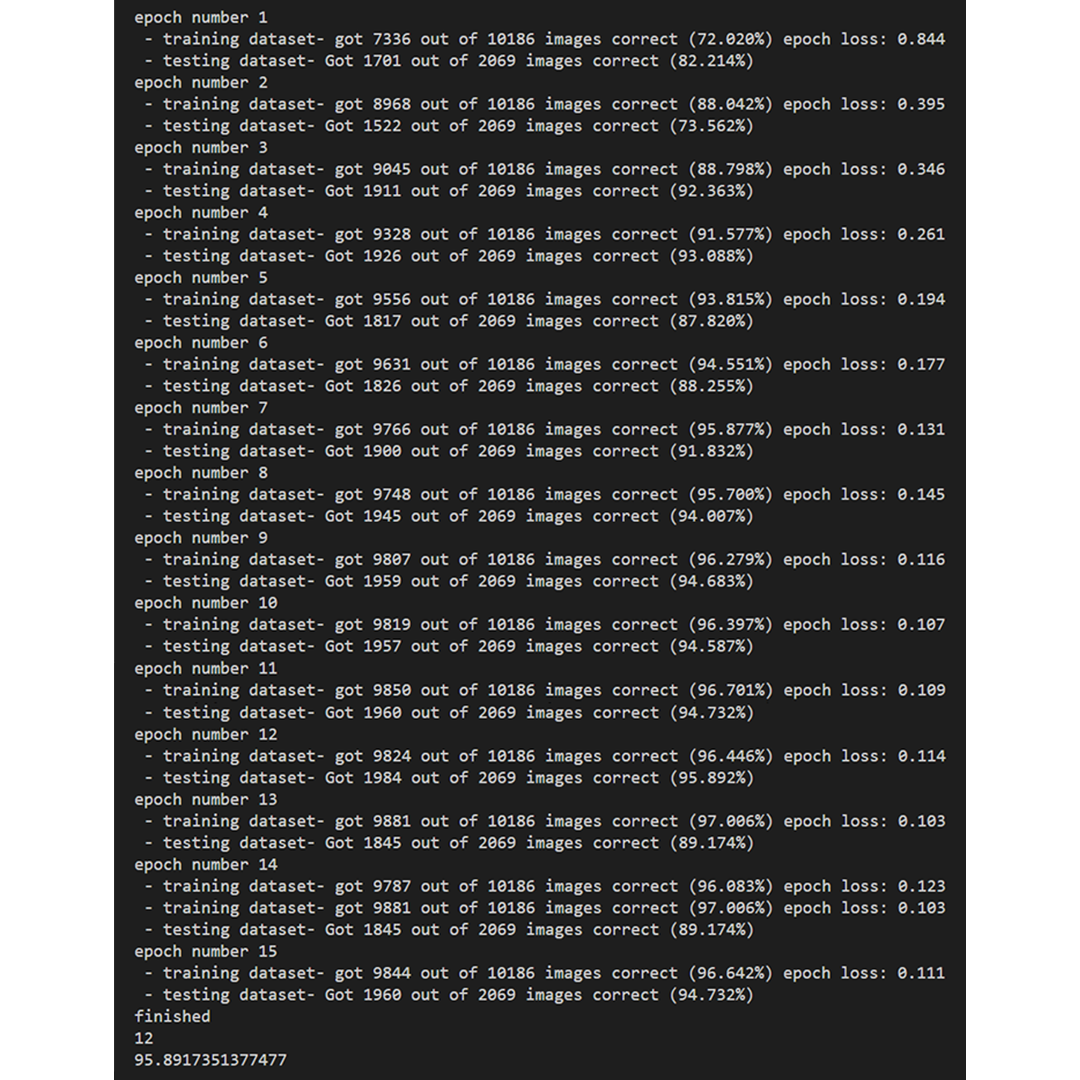 epoch number 1
- training dataset- got 7336 out of 10186 images correct (72.020%) epoch loss: 0.844
- testing dataset- Got 1701 out of 2069 images correct (82.214%)
epoch number 2
- training dataset- got 8968 out of 10186 images correct (88.042%) epoch loss: 0.395
- testing dataset- Got 1522 out of 2069 images correct (73.562%)
epoch number 3
- training dataset- got 9045 out of 10186 images correct (88.798%) epoch loss: 0.346
- testing dataset- Got 1911 out of 2069 images correct (92.363%)
epoch number 4
- training dataset- got 9328 out of 10186 images correct (91.577%) epoch loss: 0.261
- testing dataset- Got 1926 out of 2069 images correct (93.088%)
epoch number 5
- training dataset- got 9556 out of 10186 images correct (93.815%) epoch loss: 0.194
- testing dataset- Got 1817 out of 2069 images correct (87.820%)
epoch number 6
- training dataset- got 9631 out of 10186 images correct (94.551%) epoch loss: 0.177
- testing dataset- Got 1826 out of 2069 images correct (88.255%)
epoch number 7
- training dataset- got 9766 out of 10186 images correct (95.877%) epoch loss: 0.131
- testing dataset- Got 1900 out of 2069 images correct (91.832%)
epoch number 8
- training dataset- got 9748 out of 10186 images correct (95.700%) epoch loss: 0.145
- testing dataset- Got 1945 out of 2069 images correct (94.007%)
epoch number 9
- training dataset- got 9807 out of 10186 images correct (96.279%) epoch loss: 0.116
- testing dataset- Got 1959 out of 2069 images correct (94.683%)
epoch number 10
- training dataset- got 9819 out of 10186 images correct (96.397%) epoch loss: 0.107
- testing dataset- Got 1957 out of 2069 images correct (94.587%)
epoch number 11
- training dataset- got 9850 out of 10186 images correct (96.701%) epoch loss: 0.109
- testing dataset- Got 1960 out of 2069 images correct (94.732%)
epoch number 12
- training dataset- got 9824 out of 10186 images correct (96.446%) epoch loss: 0.114
- testing dataset- Got 1984 out of 2069 images correct (95.892%)
epoch number 13
- training dataset- got 9881 out of 10186 images correct (97.006%) epoch loss: 0.103
- testing dataset- Got 1845 out of 2069 images correct (89.174%)
epoch number 14
- training dataset- got 9787 out of 10186 images correct (96.083%) epoch loss: 0.123
- training dataset- got 9881 out of 10186 images correct (97.006%) epoch loss: 0.103
- testing dataset- Got 1845 out of 2069 images correct (89.174%)
epoch number 15
- training dataset- got 9844 out of 10186 images correct (96.642%) epoch loss: 0.111
- testing dataset- Got 1960 out of 2069 images correct (94.732%)
finished
12
95.8917351377477